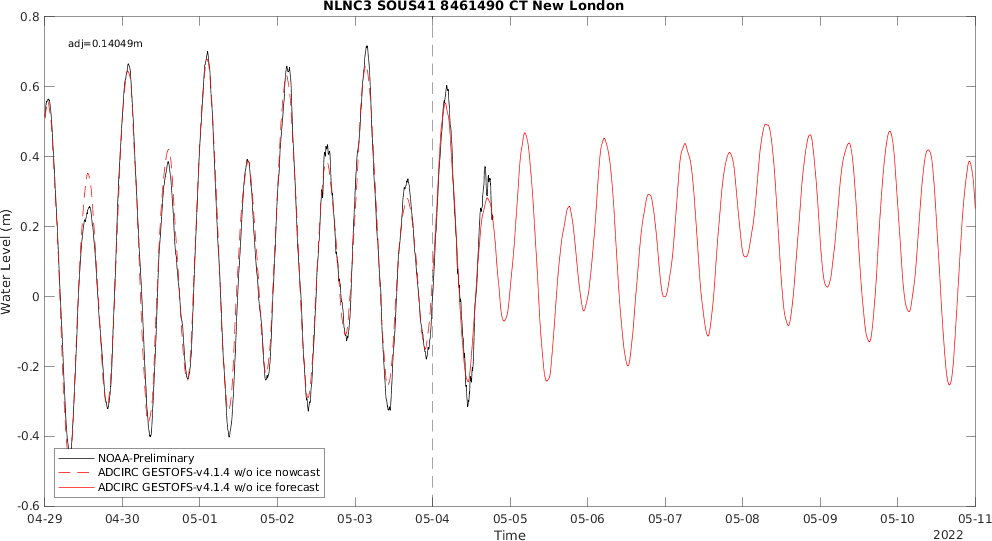 NLNC3 SOUS41 8461490 CT New London
adj=0.14049m
0.8
0.6
0.4
0.2
0
-0.2
-0.4
-0.6
Water Level (m)
NOAA-Preliminary
ADCIRC GESTOFS-v4.1.4 w/o ice nowcast
ADCIRC GESTOFS-v4.1.4 w/o ice forecast
04-29 04-30 05-01 05-02 05-03 05-04 05-05 05-06 05-07 05-08 05-09 05-10 05-11
Time
2022